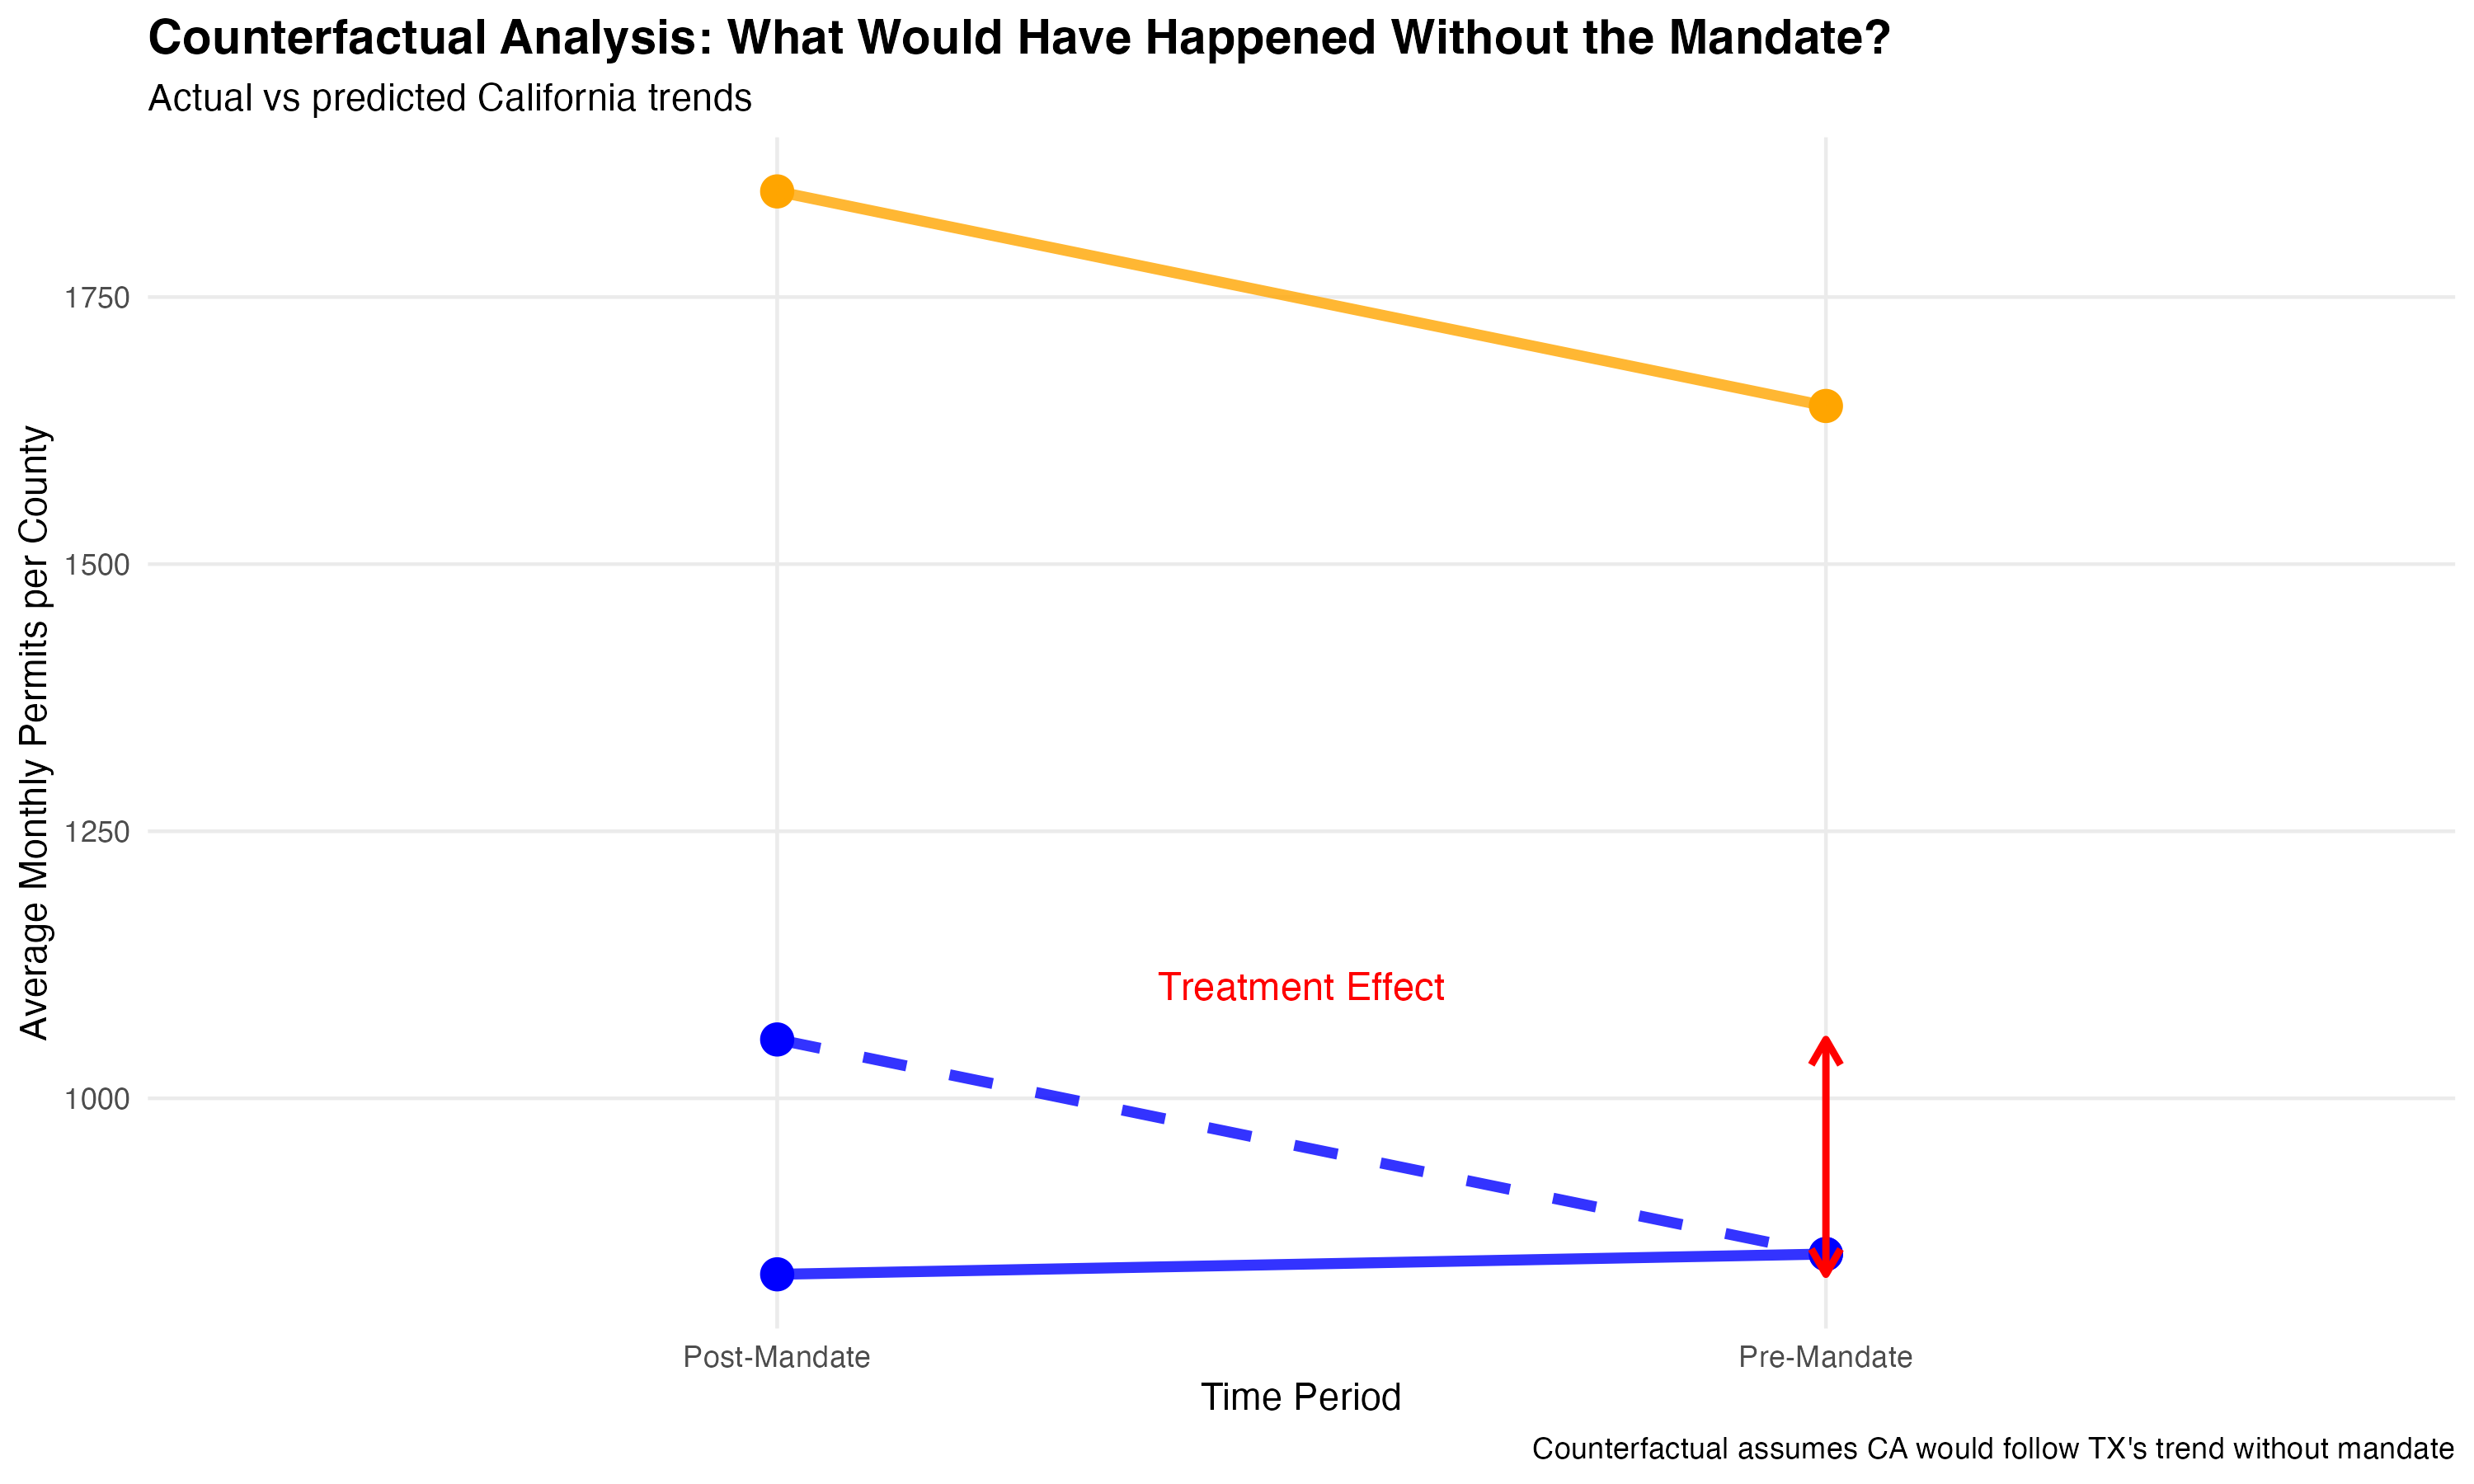 Counterfactual Analysis: What Would Have Happened Without the Mandate?
Actual vs predicted California trends
Average Monthly Permits per County
1750
1500
1250
1000
Treatment Effect
Post-Mandate
Pre-Mandate
Time Period
Counterfactual assumes CA would follow TX's trend without mandate